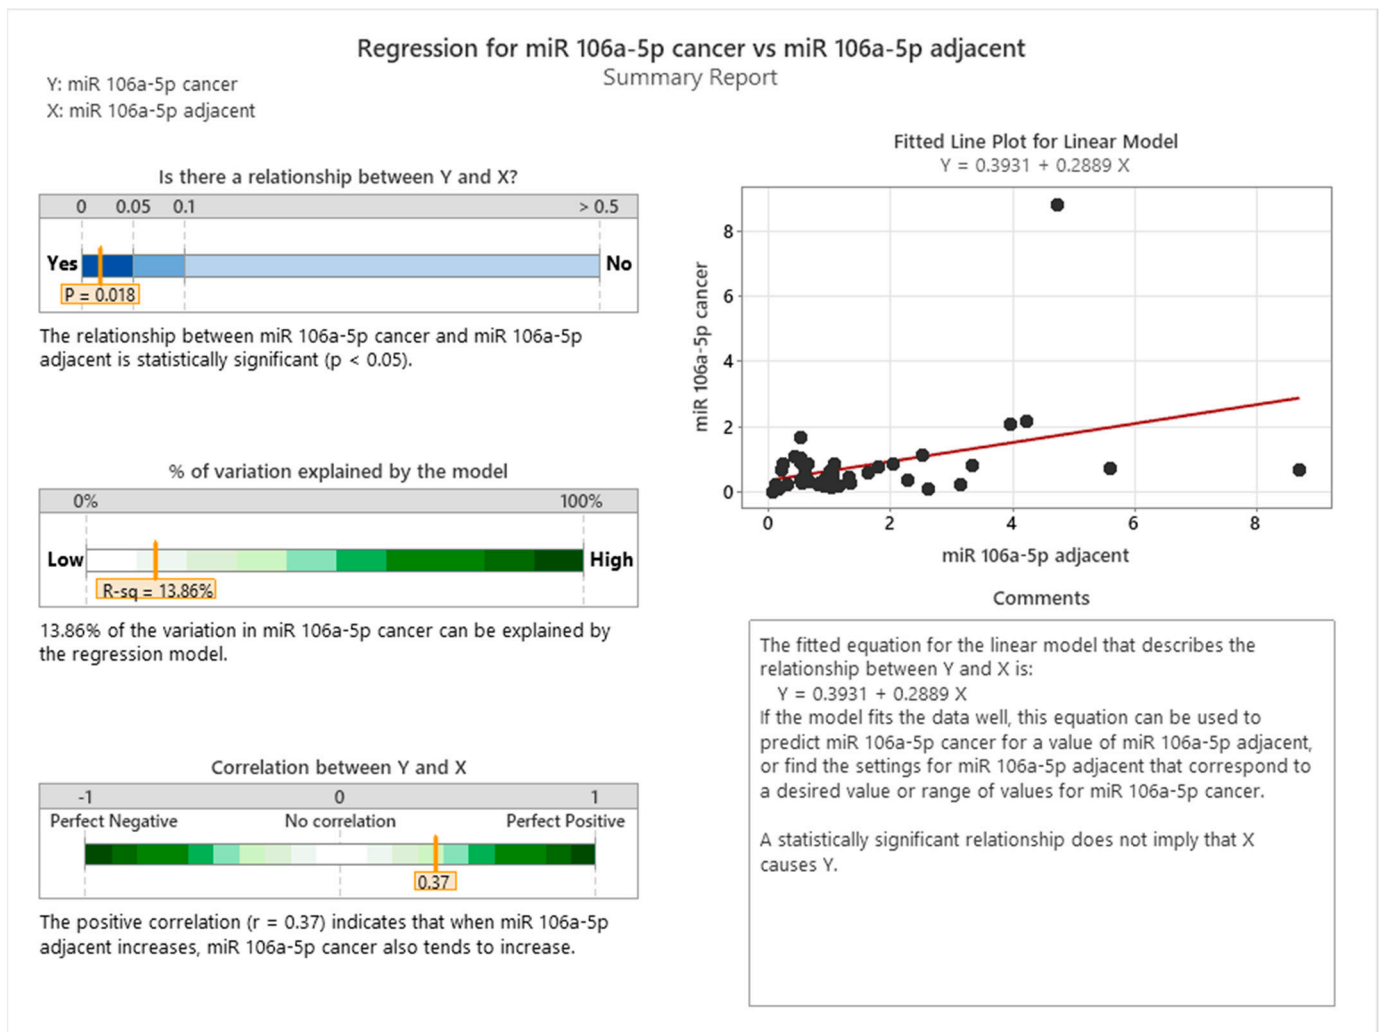 Regression for miR 106a-5p cancer vs miR 106a-5p adjacent
Summary Report
Y: miR 106a-5p cancer
X: miR 106a-5p adjacent
Is there a relationship between Y and X?
0 0.05 0.1 > 0.5
Yes No
P = 0.018
The relationship between miR 106a-5p cancer and miR 106a-5p
adjacent is statistically significant (p < 0.05).
% of variation explained by the model
0% 100%
Low High
R-sq = 13.86%
13.86% of the variation in miR 106a-5p cancer can be explained by
the regression model.
Correlation between Y and X
-1 0 1
Perfect Negative No correlation Perfect Positive
0.37
The positive correlation (r = 0.37) indicates that when miR 106a-5p
adjacent increases, miR 106a-5p cancer also tends to increase.
Fitted Line Plot for Linear Model
Y = 0.3931 + 0.2889 X
miR 106a-5p cancer
8
6
4
2
0
0 2 4 6 8
miR 106a-5p adjacent
Comments
The fitted equation for the linear model that describes the
relationship between Y and X is:
Y = 0.3931 + 0.2889 X
If the model fits the data well, this equation can be used to
predict miR 106a-5p cancer for a value of miR 106a-5p adjacent,
or find the settings for miR 106a-5p adjacent that correspond to
a desired value or range of values for miR 106a-5p cancer.
A statistically significant relationship does not imply that X
causes Y.